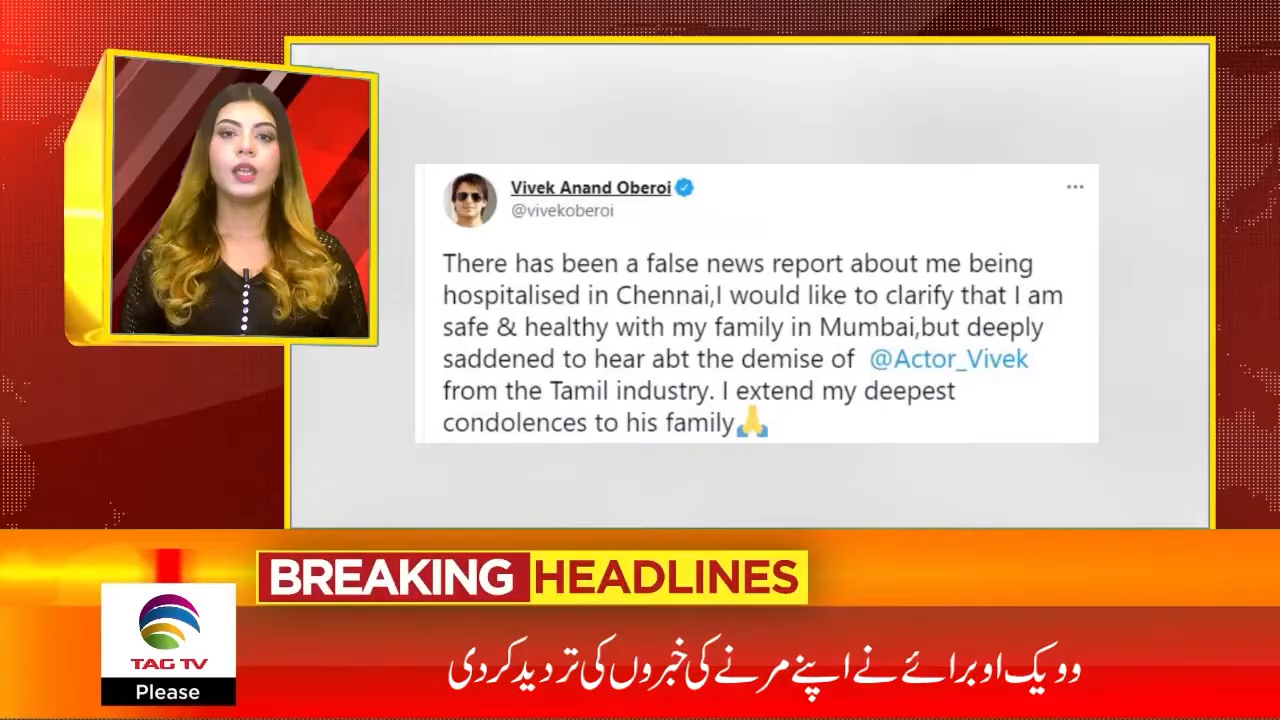 Vivek Anand Oberoi
@vivekoberoi
There has been a false news report about me being
hospitalised in Chennai,I would like to clarify that I am
safe & healthy with my family in Mumbai,but deeply
saddened to hear abt the demise of @Actor_Vivek
from the Tamil industry. I extend my deepest
condolences to his family🙏
BREAKING HEADLINES
وویک اوبرائے نے اپنے مرنے کی خبروں کی تردید کردی
TAG TV
Please